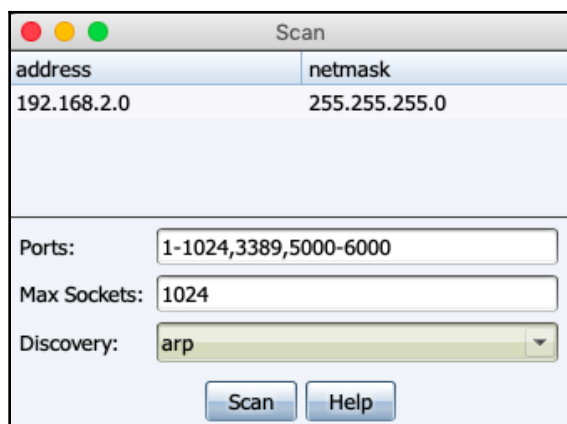 Scan
address netmask
192.168.2.0 255.255.255.0
Ports: 1-1024,3389,5000-6000
Max Sockets: 1024
Discovery: arp
Scan Help